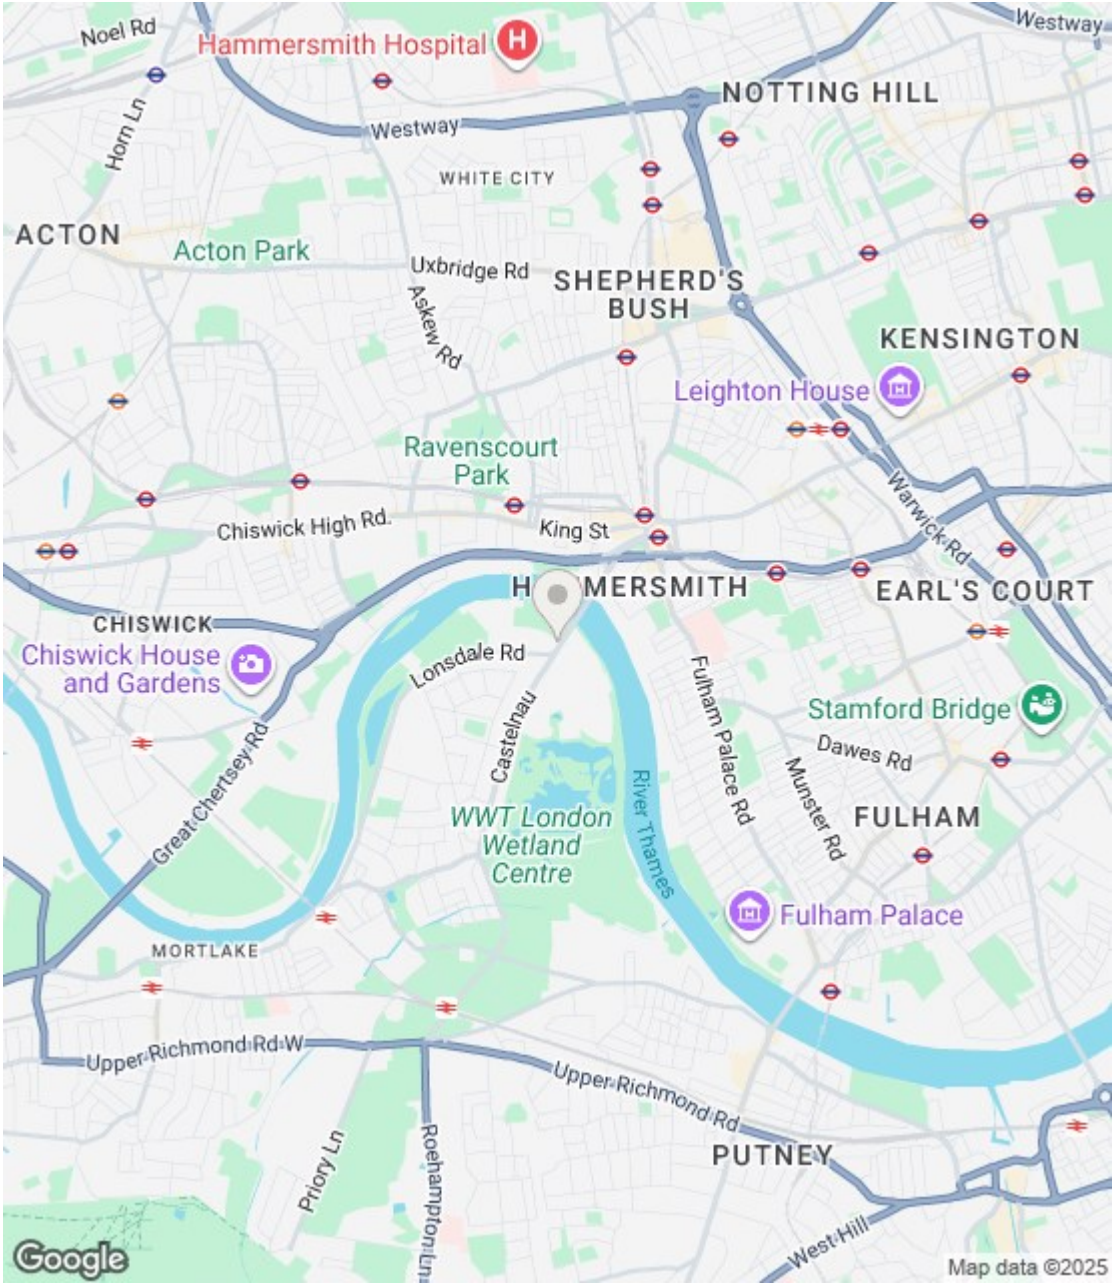 Noel Rd
Westway
Hammersmith Hospital
H
NOTTING HILL
Horn Ln
Westway
WHITE CITY
ACTON
Acton Park
Uxbridge Rd
SHEPHERD'S
BUSH
Askew Rd
KENSINGTON
Leighton House
Ravenscourt
Park
Warwick Rd
Chiswick High Rd.
King St
HAMMERSMITH
EARL'S COURT
CHISWICK
Chiswick House
and Gardens
Lonsdale Rd
Fulham Palace Rd
Castelnau
Stamford Bridge
Dawes Rd
Great Chertsey Rd
River Thames
Munster Rd
WWT London
Wetland
Centre
FULHAM
Fulham Palace
MORTLAKE
Upper Richmond Rd W
Upper Richmond Rd
Priory Ln
Roehampton Ln
PUTNEY
West Hill
Google
Map data ©2025